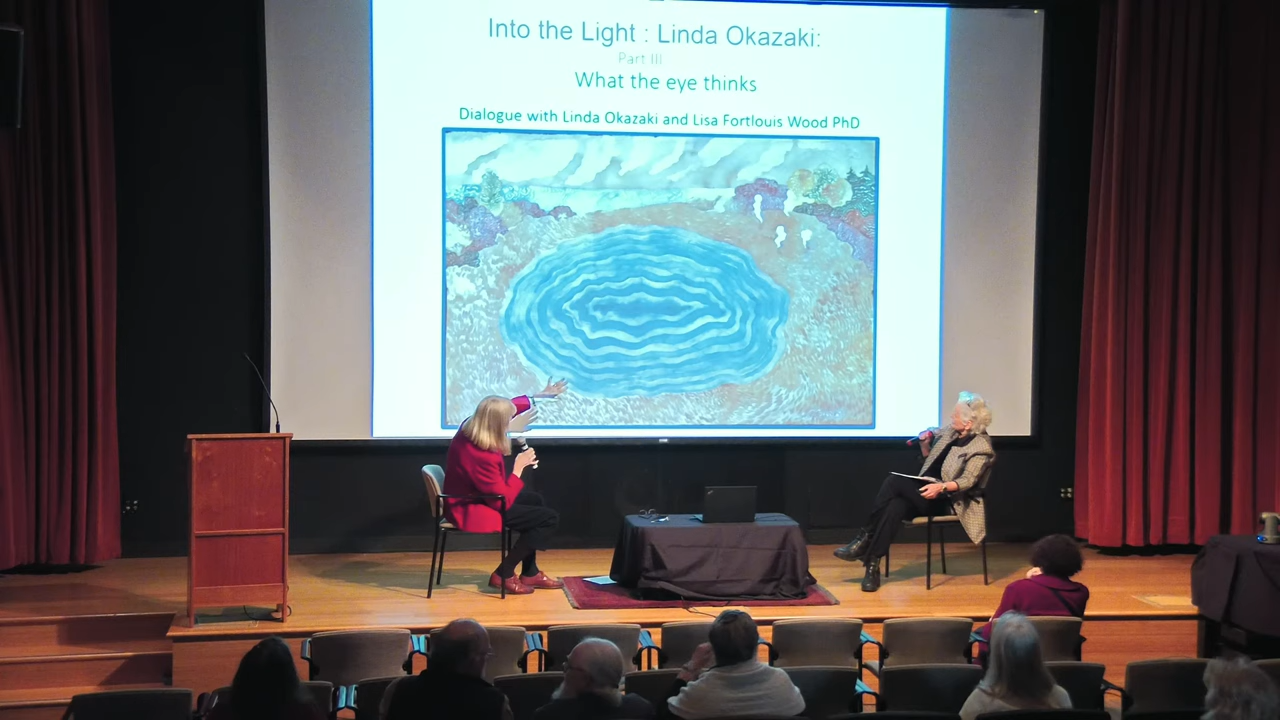 Into the Light : Linda Okazaki:
Part III
What the eye thinks
Dialogue with Linda Okazaki and Lisa Fortlouis Wood PhD